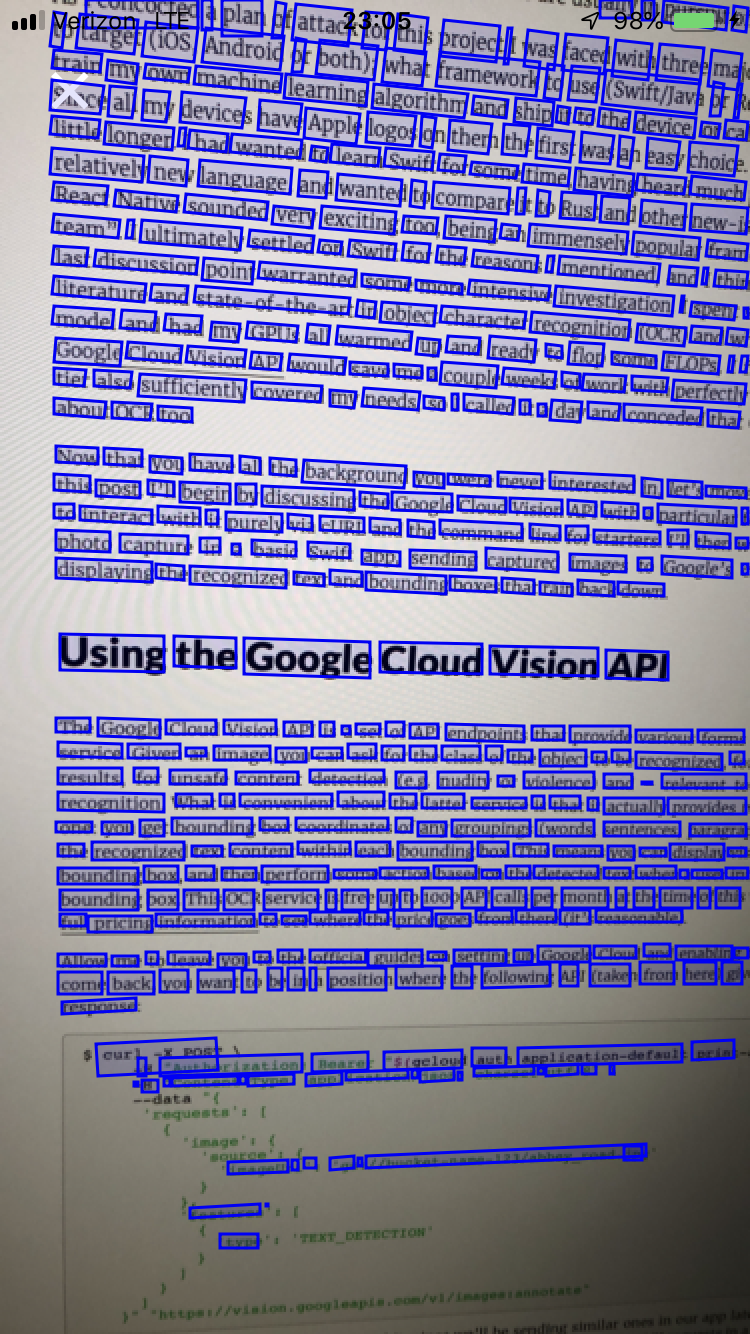 Verizon LTE 23:05 98%
concocted a plan of attack for this project, I was faced with three
to target (iOS, Android or both); what framework to use (Swift/Java or
train my own machine learning algorithm and ship it to the device or
Since all my devices have Apple logos on them the first was an easy choice.
little longer. I had wanted to learn Swift for some time, having heard much
relatively new language and wanted to compare it to Rust and other
React Native sounded very exciting too, being an immensely popular
team", I ultimately settled on Swift for the reasons I mentioned, and I
last discussion point warranted some more intensive investigation. I spent
literature and state-of-the-art in object character recognition (OCR) and
model and had my GPUs all warmed up and ready to flop some FLOPs.
Google Cloud Vision API would save me a couple weeks of work with perfectly
tier also sufficiently covered my needs, so I called it a day and conceded that
about OCR too.
Now that you have all the background you were never interested in, let's
this post. I'll begin by discussing the Google Cloud Vision API with a particular
to interact with it purely via cURL and the command line for starters. I'll then
photo capture in a basic Swift app, sending captured images to Google's
displaying the recognized text and bounding boxes that rain back down.
Using the Google Cloud Vision API
The Google Cloud Vision API is a set of API endpoints that provide various forms
service. Given an image, you can ask for the class of the object to be recognized,
results, for unsafe content detection (e.g. nudity or violence) and — relevant to
recognition. What is convenient about the latter service is that it actually provides
one: you get bounding box coordinates of any groupings (words, sentences,
the recognized text content within each bounding box. This means you can display
bounding box, and then perform some action based on the detected text
bounding box. This OCR service is free up to 1000 API calls per month at the time of this
full pricing information to see where the price goes from there (it's reasonable).
Allow me to leave you to the official guides on setting up Google Cloud and enabling
come back you want to be in a position where the following API (taken from here)
response:
$ curl -X POST \
-H "Authorization: Bearer "$(gcloud auth application-default
-H "Content-Type: application/json; charset=utf-8"
--data "{
'requests': [
{
'image': {
'source': {
://bucket-name-123/abbey_road.
}
},
'features': [
{
'type': 'TEXT_DETECTION'
}
]
}
]
}" "https://vision.googleapis.com/v1/images:annotate"
be sending similar ones in our app